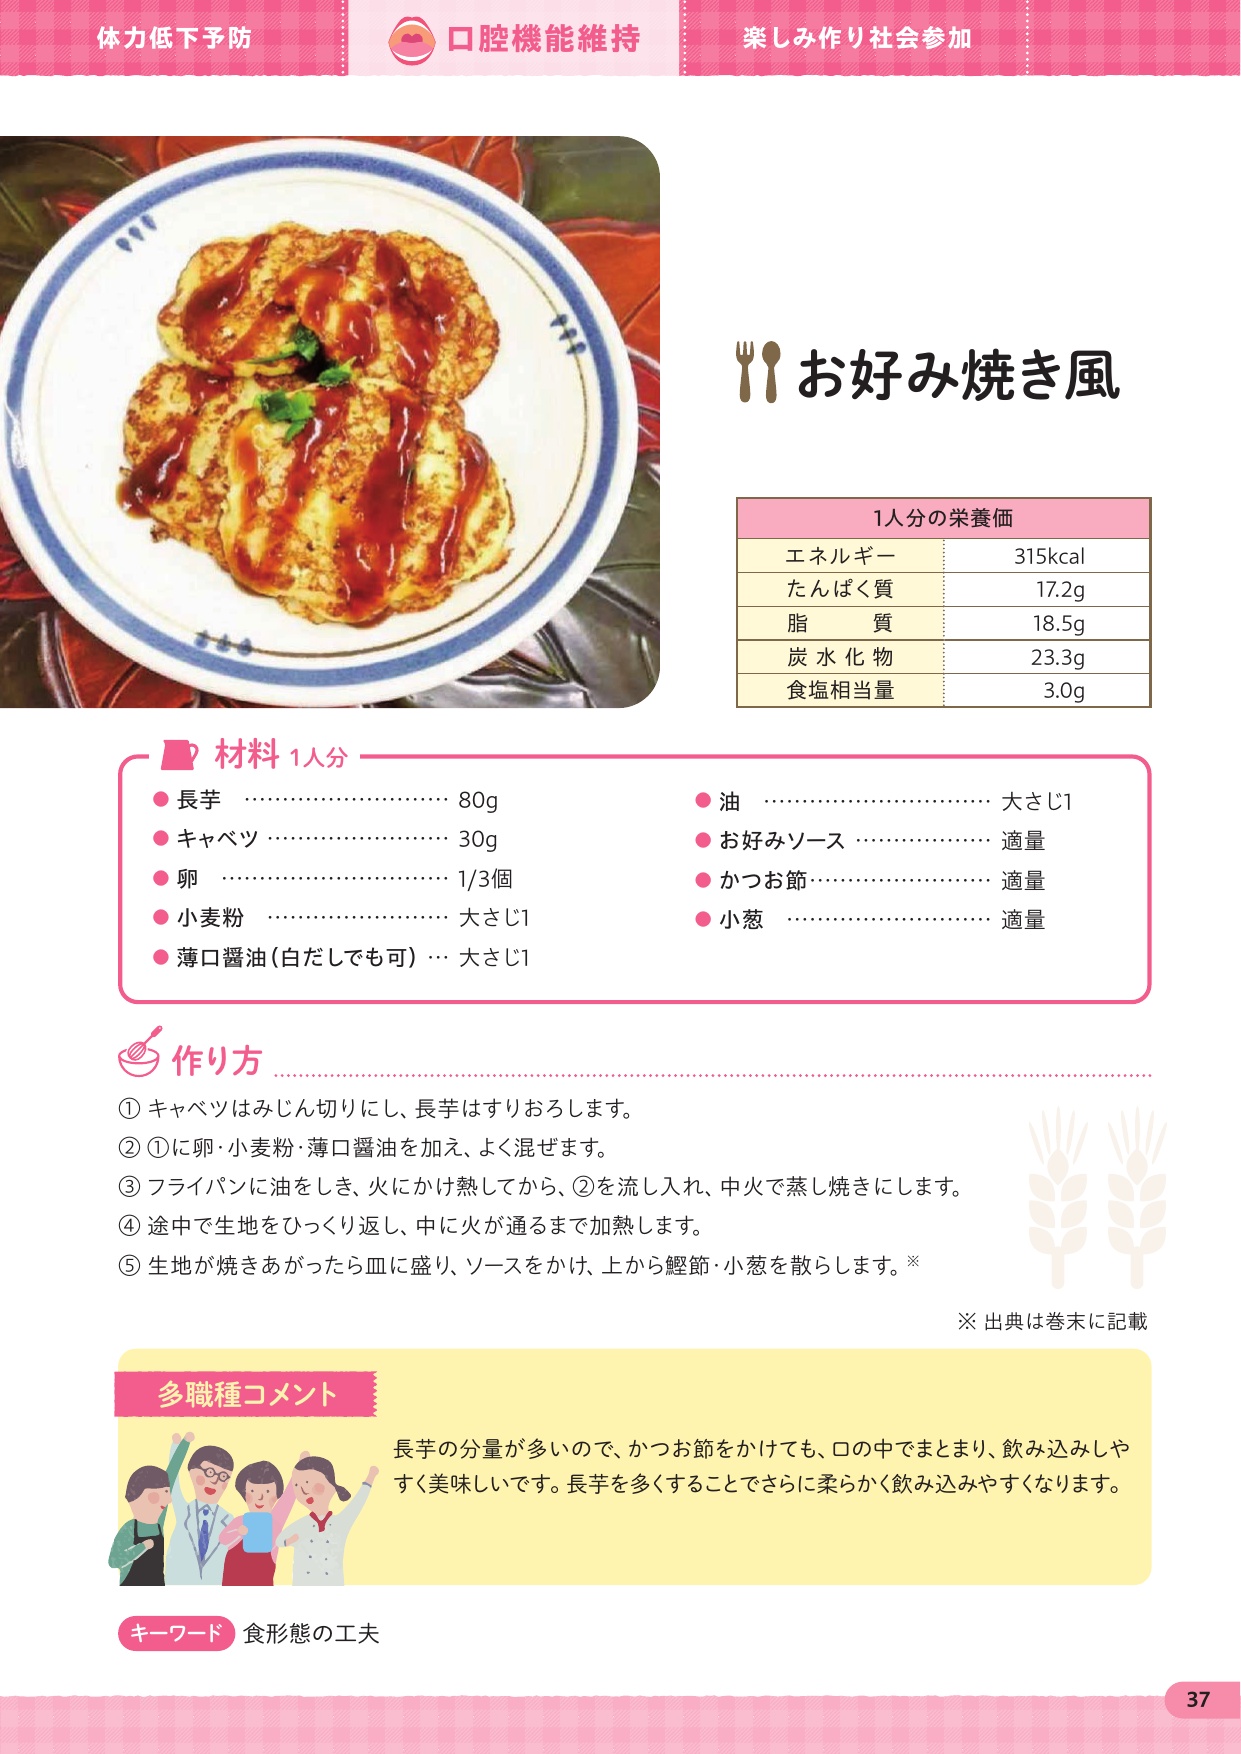 体力低下予防
口腔機能維持
楽しみ作り社会参加
お好み焼き風
1人分の栄養価
エネルギー 315kcal
たんぱく質 17.2g
脂質 18.5g
炭水化物 23.3g
食塩相当量 3.0g
材料 1人分
● 長芋 ………………………… 80g
● キャベツ …………………… 30g
● 卵 ………………………… 1/3個
● 小麦粉 …………………… 大さじ1
● 薄口醤油(白だしでも可) … 大さじ1
● 油 ………………………… 大さじ1
● お好みソース ……………… 適量
● かつお節…………………… 適量
● 小葱 ……………………… 適量
作り方
① キャベツはみじん切りにし、長芋はすりおろします。
② ①に卵・小麦粉・薄口醤油を加え、よく混ぜます。
③ フライパンに油をしき、火にかけ熱してから、②を流し入れ、中火で蒸し焼きにします。
④ 途中で生地をひっくり返し、中に火が通るまで加熱します。
⑤ 生地が焼きあがったら皿に盛り、ソースをかけ、上から鰹節・小葱を散らします。※
※ 出典は巻末に記載
多職種コメント
長芋の分量が多いので、かつお節をかけても、口の中でまとまり、飲み込みしや
すく美味しいです。長芋を多くすることでさらに柔らかく飲み込みやすくなります。
キーワード 食形態の工夫
37